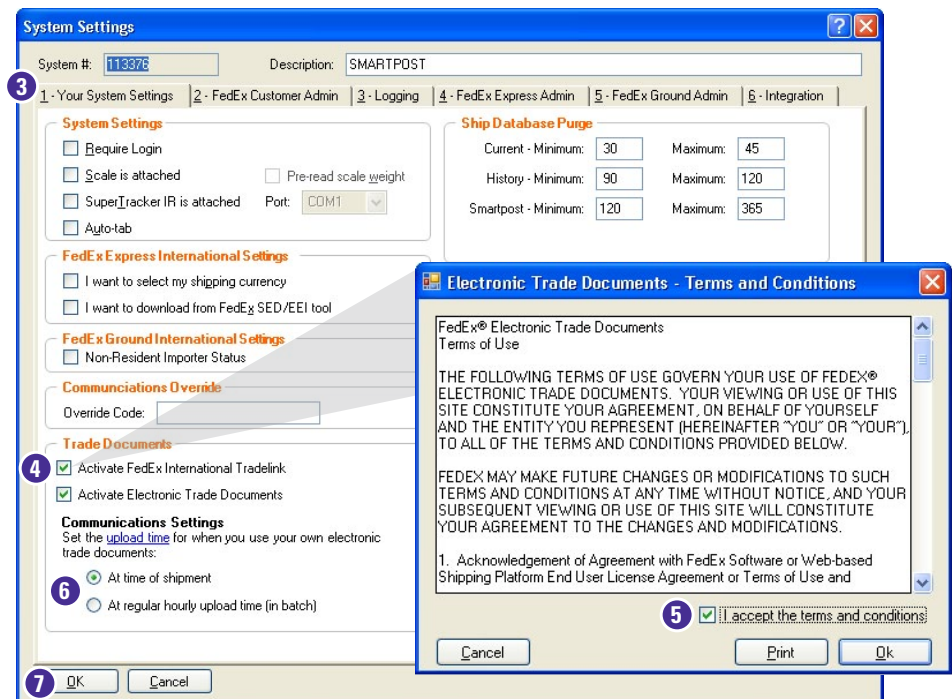 System Settings
System #: 113376 Description: SMARTPOST
3
1 - Your System Settings 2 - FedEx Customer Admin 3 - Logging 4 - FedEx Express Admin 5 - FedEx Ground Admin 6 - Integration
System Settings
Require Login
Scale is attached Pre-read scale weight
SuperTracker IR is attached Port: COM1
Auto-tab
Ship Database Purge
Current - Minimum: 30 Maximum: 45
History - Minimum: 90 Maximum: 120
Smartpost - Minimum: 120 Maximum: 365
FedEx Express International Settings
I want to select my shipping currency
I want to download from FedEx SED/EEI tool
FedEx Ground International Settings
Non-Resident Importer Status
Communciations Override
Override Code:
Trade Documents
4 Activate FedEx International Tradelink
Activate Electronic Trade Documents
Communications Settings
Set the upload time for when you use your own electronic
trade documents:
6
At time of shipment
At regular hourly upload time (in batch)
7 OK Cancel
Electronic Trade Documents - Terms and Conditions
FedEx® Electronic Trade Documents
Terms of Use
THE FOLLOWING TERMS OF USE GOVERN YOUR USE OF FEDEX®
ELECTRONIC TRADE DOCUMENTS. YOUR VIEWING OR USE OF THIS
SITE CONSTITUTE YOUR AGREEMENT, ON BEHALF OF YOURSELF
AND THE ENTITY YOU REPRESENT (HEREINAFTER "YOU" OR "YOUR"),
TO ALL OF THE TERMS AND CONDITIONS PROVIDED BELOW.
FEDEX MAY MAKE FUTURE CHANGES OR MODIFICATIONS TO SUCH
TERMS AND CONDITIONS AT ANY TIME WITHOUT NOTICE, AND YOUR
SUBSEQUENT VIEWING OR USE OF THIS SITE WILL CONSTITUTE
YOUR AGREEMENT TO THE CHANGES AND MODIFICATIONS.
1. Acknowledgement of Agreement with FedEx Software or Web-based
Shipping Platform End User License Agreement or Terms of Use and
5 I accept the terms and conditions
Cancel Print Ok